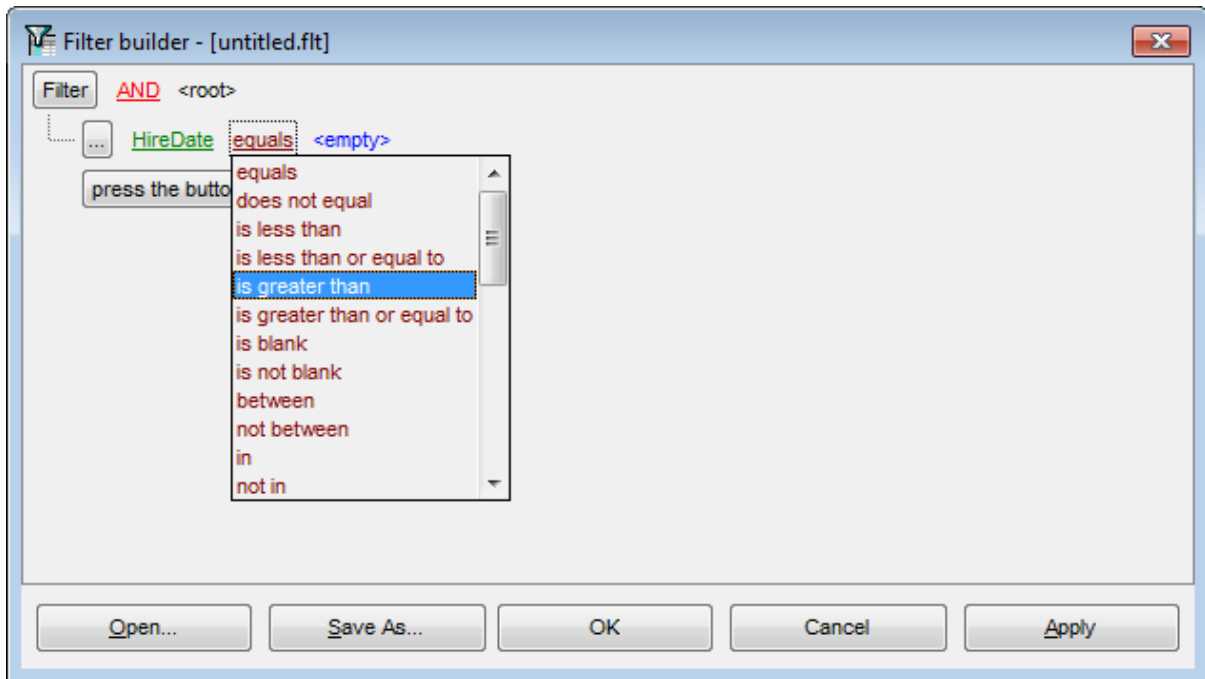 Filter builder - [untitled.flt]
Filter AND <root>
... HireDate equals <empty>
press the butto
equals
does not equal
is less than
is less than or equal to
is greater than
is greater than or equal to
is blank
is not blank
between
not between
in
not in
Open... Save As... OK Cancel Apply